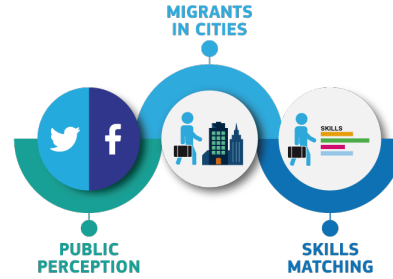 MIGRANTS
IN CITIES
SKILLS
PUBLIC
PERCEPTION
SKILLS
MATCHING